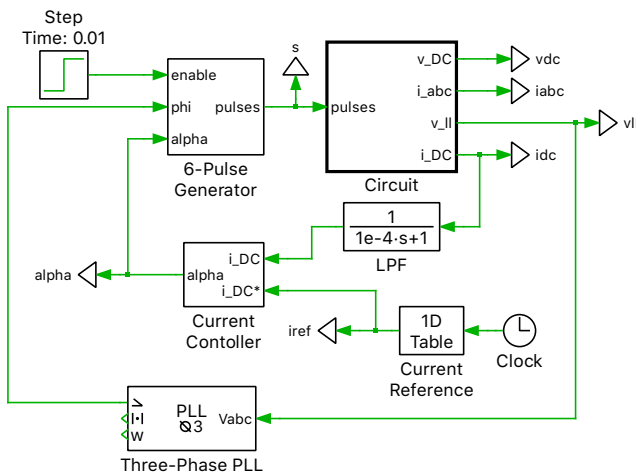 Step
Time: 0.01
enable
phi
alpha
pulses
6-Pulse
Generator
s
pulses
v_DC
i_abc
v_ll
i_DC
Circuit
vdc
iabc
vll
idc
1
1e-4·s+1
LPF
alpha
alpha
i_DC
i_DC*
Current
Contoller
iref
1D
Table
Current
Reference
Clock
∠
|·|
w
PLL
3
Vabc
Three-Phase PLL